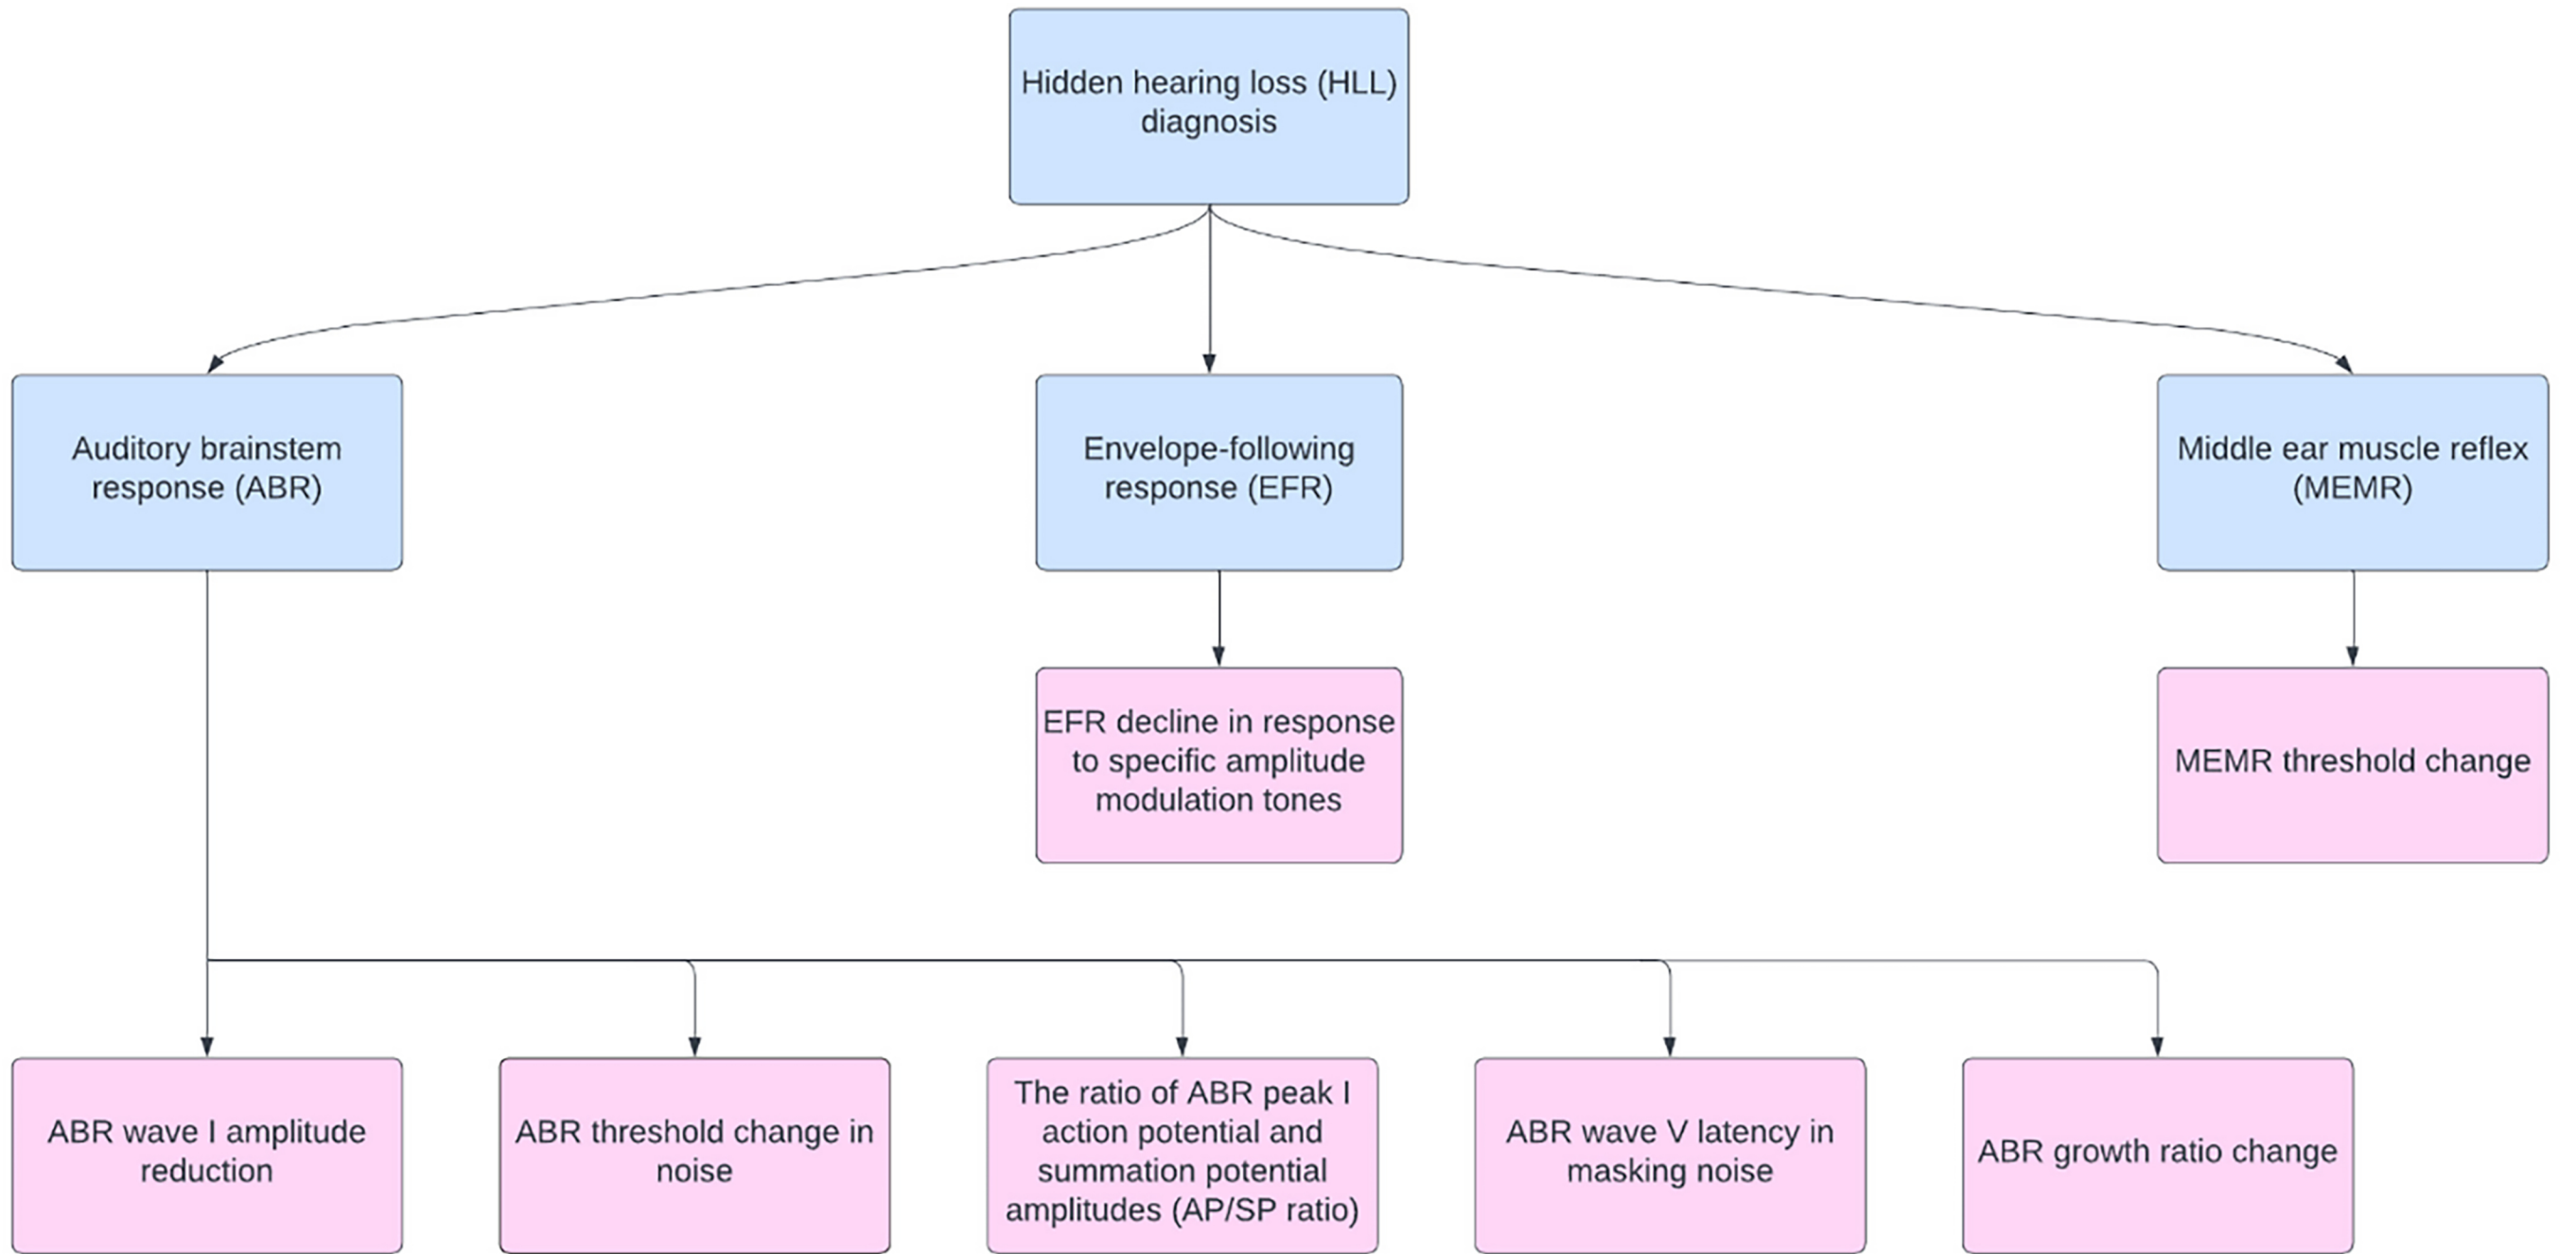 Hidden hearing loss (HLL)
diagnosis
Auditory brainstem
response (ABR)
Envelope-following
response (EFR)
Middle ear muscle reflex
(MEMR)
EFR decline in response
to specific amplitude
modulation tones
MEMR threshold change
ABR wave I amplitude
reduction
ABR threshold change in
noise
The ratio of ABR peak I
action potential and
summation potential
amplitudes (AP/SP ratio)
ABR wave V latency in
masking noise
ABR growth ratio change